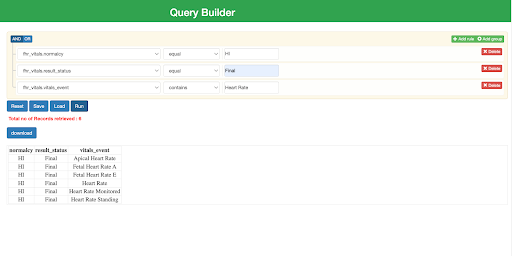 Query Builder
AND OR Add rule Add group
fhr_vitals.normalcy equal HI Delete
fhr_vitals.result_status equal Final Delete
fhr_vitals.vitals_event contains Heart Rate Delete
Reset Save Load Run
Total no of Records retrieved : 6
download
normalcy result_status vitals_event
HI Final Apical Heart Rate
HI Final Fetal Heart Rate A
HI Final Fetal Heart Rate E
HI Final Heart Rate
HI Final Heart Rate Monitored
HI Final Heart Rate Standing